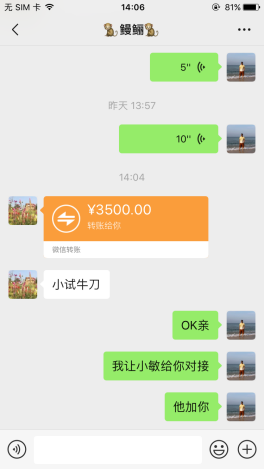 无 SIM 卡
14:06
81%
鳗鲡
5"
昨天 13:57
10"
14:04
¥3500.00
转账给你
微信转账
小试牛刀
OK亲
我让小敏给你对接
他加你